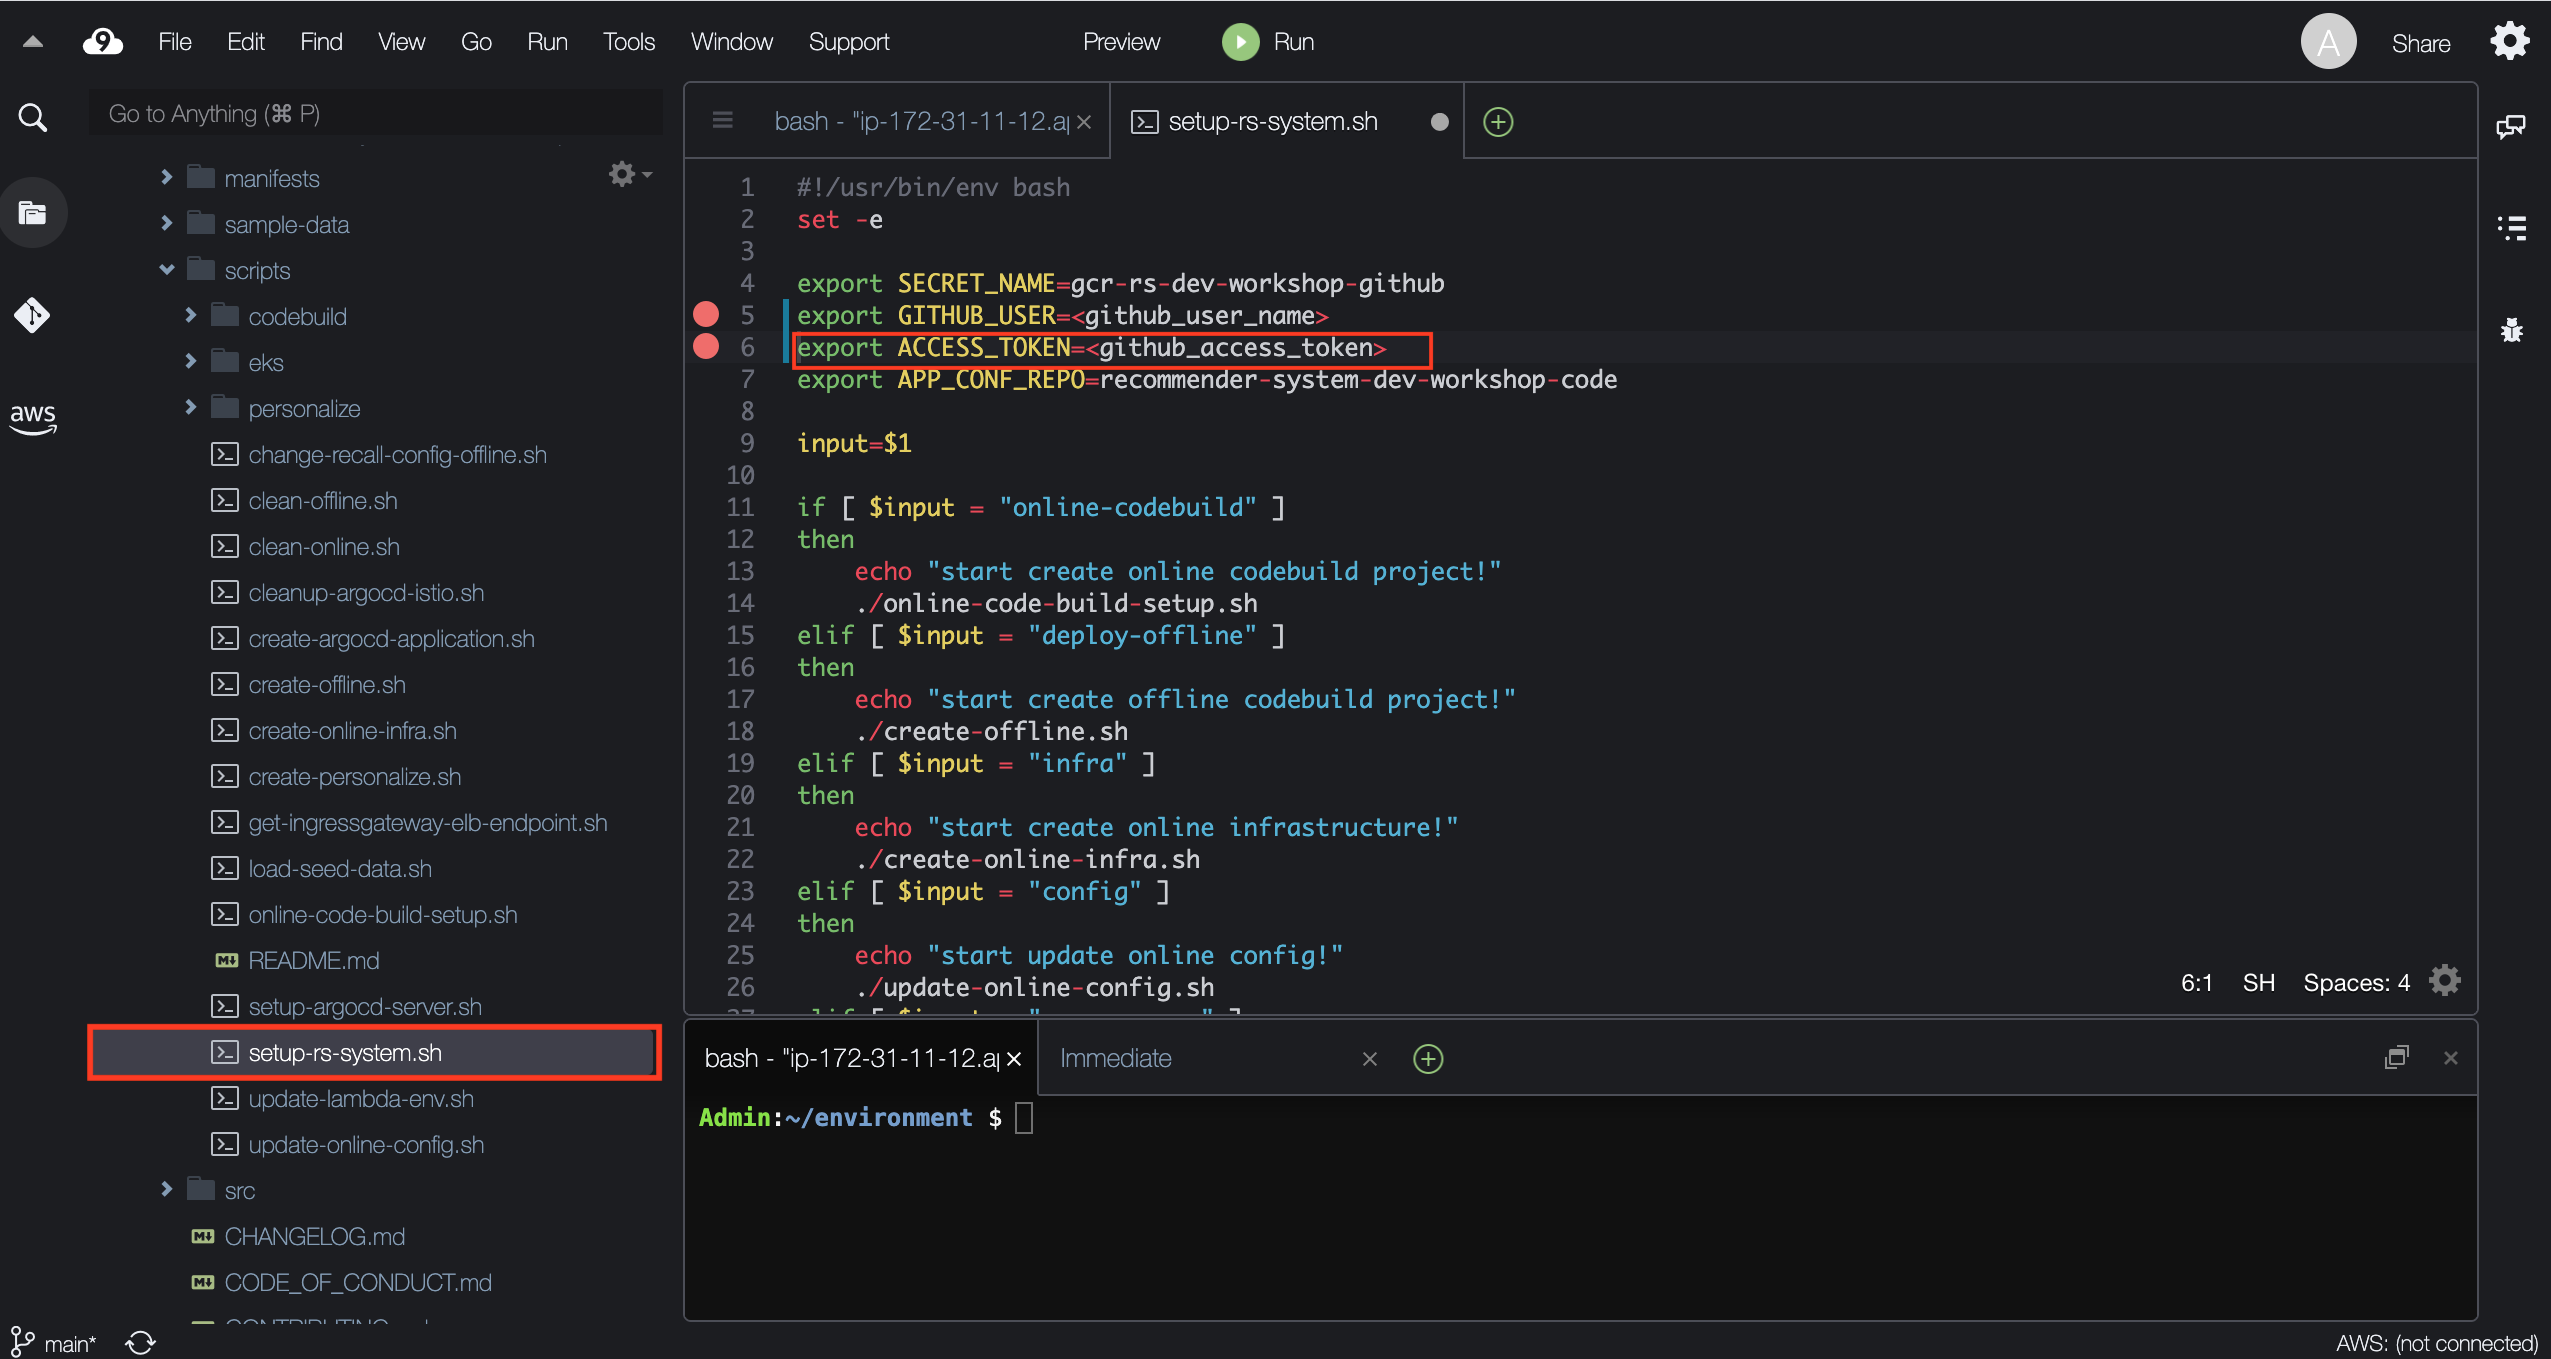 9 File Edit Find View Go Run Tools Window Support Preview Run A Share
Go to Anything (⌘ P)
manifests
sample-data
scripts
codebuild
eks
aws
personalize
change-recall-config-offline.sh
clean-offline.sh
clean-online.sh
cleanup-argocd-istio.sh
create-argocd-application.sh
create-offline.sh
create-online-infra.sh
create-personalize.sh
get-ingressgateway-elb-endpoint.sh
load-seed-data.sh
online-code-build-setup.sh
README.md
setup-argocd-server.sh
setup-rs-system.sh
update-lambda-env.sh
update-online-config.sh
src
CHANGELOG.md
CODE_OF_CONDUCT.md
main*
bash - "ip-172-31-11-12.ap
setup-rs-system.sh
1 #!/usr/bin/env bash
2 set -e
3
4 export SECRET_NAME=gcr-rs-dev-workshop-github
5 export GITHUB_USER=<github_user_name>
6 export ACCESS_TOKEN=<github_access_token>
7 export APP_CONF_REPO=recommender-system-dev-workshop-code
8
9 input=$1
10
11 if [ $input = "online-codebuild" ]
12 then
13 echo "start create online codebuild project!"
14 ./online-code-build-setup.sh
15 elif [ $input = "deploy-offline" ]
16 then
17 echo "start create offline codebuild project!"
18 ./create-offline.sh
19 elif [ $input = "infra" ]
20 then
21 echo "start create online infrastructure!"
22 ./create-online-infra.sh
23 elif [ $input = "config" ]
24 then
25 echo "start update online config!"
26 ./update-online-config.sh
6:1 SH Spaces: 4
bash - "ip-172-31-11-12.ap
Immediate
Admin:~/environment $
AWS: (not connected)